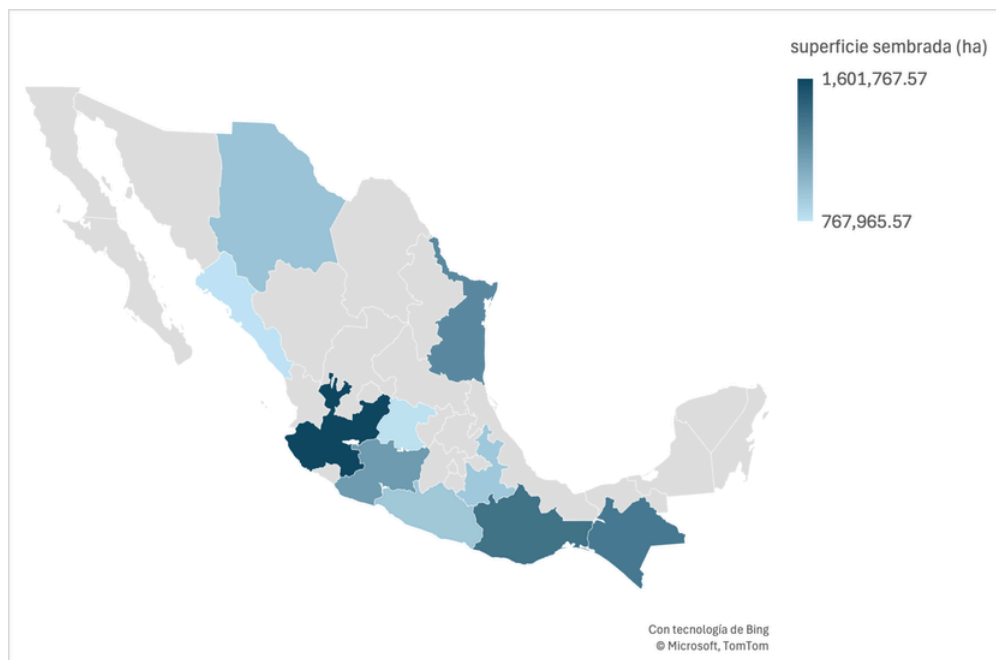 superficie sembrada (ha)
1,601,767.57
767,965.57
Con tecnología de Bing
© Microsoft, TomTom